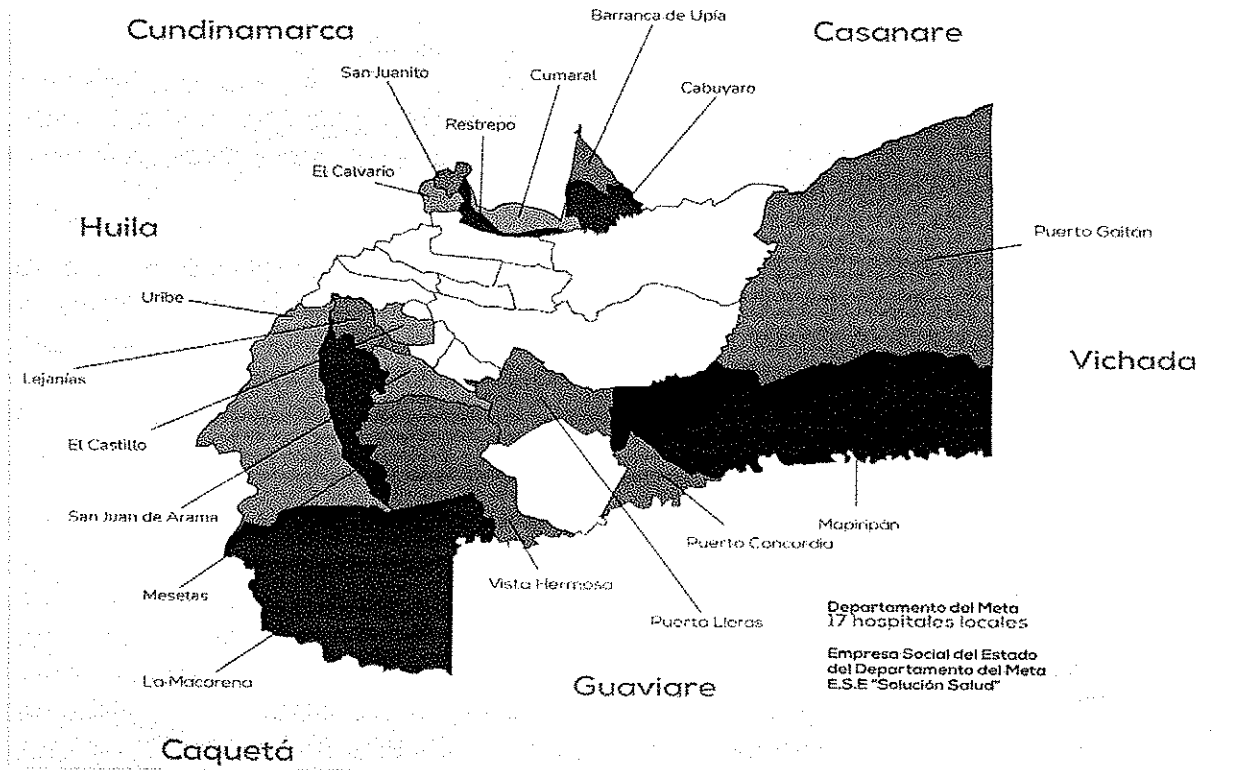 Barranca de Upía
Cundinamarca
Casanare
San Juanito
Cumaral
Cabuyaro
Restrepo
El Calvario
Huila
Puerto Gaitán
Uribe
Vichada
Lejanías
El Castillo
San Juan de Arama
Mapiripán
Puerto Concordia
Vista Hermosa
Mesetas
Puerto Lleras
Departamento del Meta
17 hospitales locales
Empresa Social del Estado
del Departamento del Meta
E.S.E "Solución Salud"
La Macarena
Guaviare
Caquetá